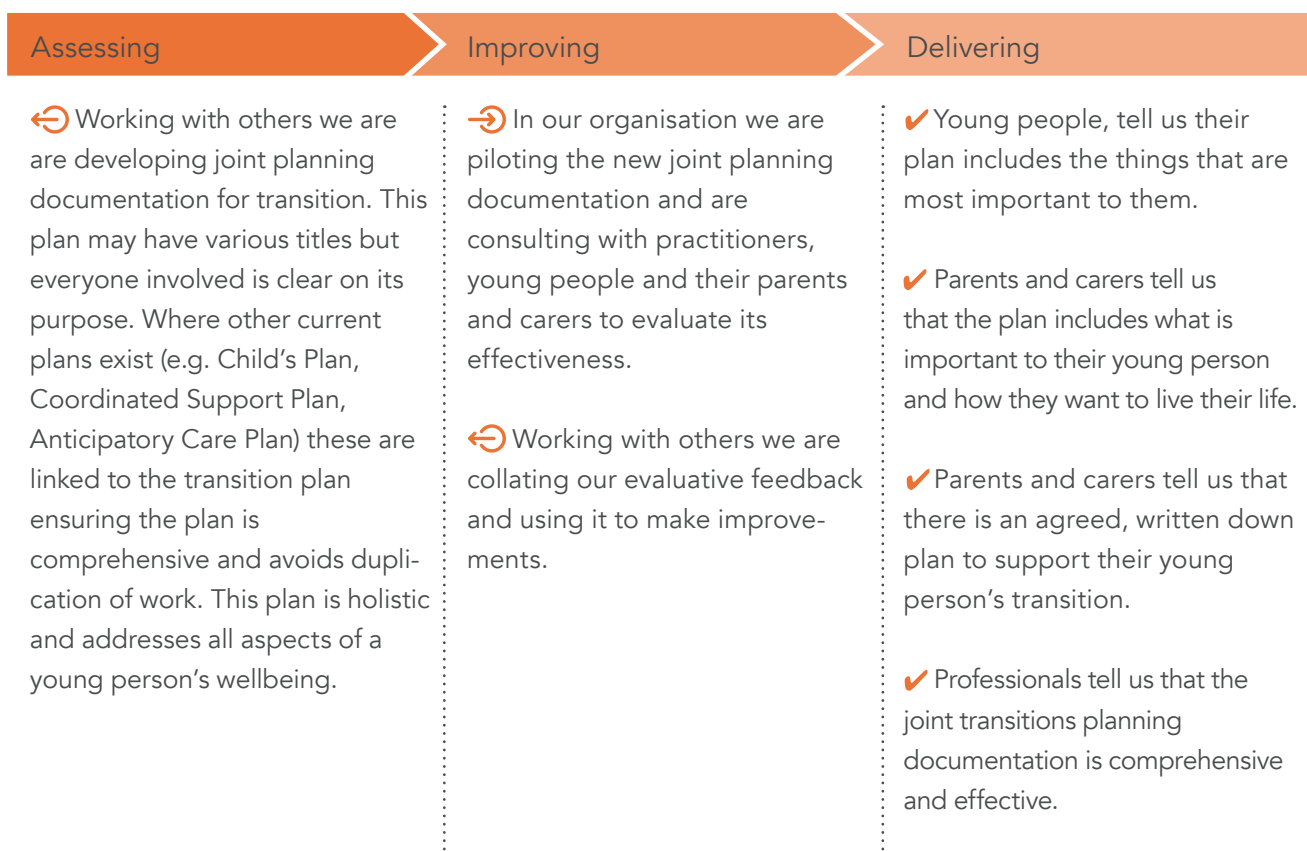 Assessing
Improving
Delivering
Working with others we are
are developing joint planning
documentation for transition. This
plan may have various titles but
everyone involved is clear on its
purpose. Where other current
plans exist (e.g. Child’s Plan,
Coordinated Support Plan,
Anticipatory Care Plan) these are
linked to the transition plan
ensuring the plan is
comprehensive and avoids dupli-
cation of work. This plan is holistic
and addresses all aspects of a
young person’s wellbeing.
In our organisation we are
piloting the new joint planning
documentation and are
consulting with practitioners,
young people and their parents
and carers to evaluate its
effectiveness.
Working with others we are
collating our evaluative feedback
and using it to make improve-
ments.
✔ Young people, tell us their
plan includes the things that are
most important to them.
✔ Parents and carers tell us
that the plan includes what is
important to their young person
and how they want to live their life.
✔ Parents and carers tell us that
there is an agreed, written down
plan to support their young
person’s transition.
✔ Professionals tell us that the
joint transitions planning
documentation is comprehensive
and effective.